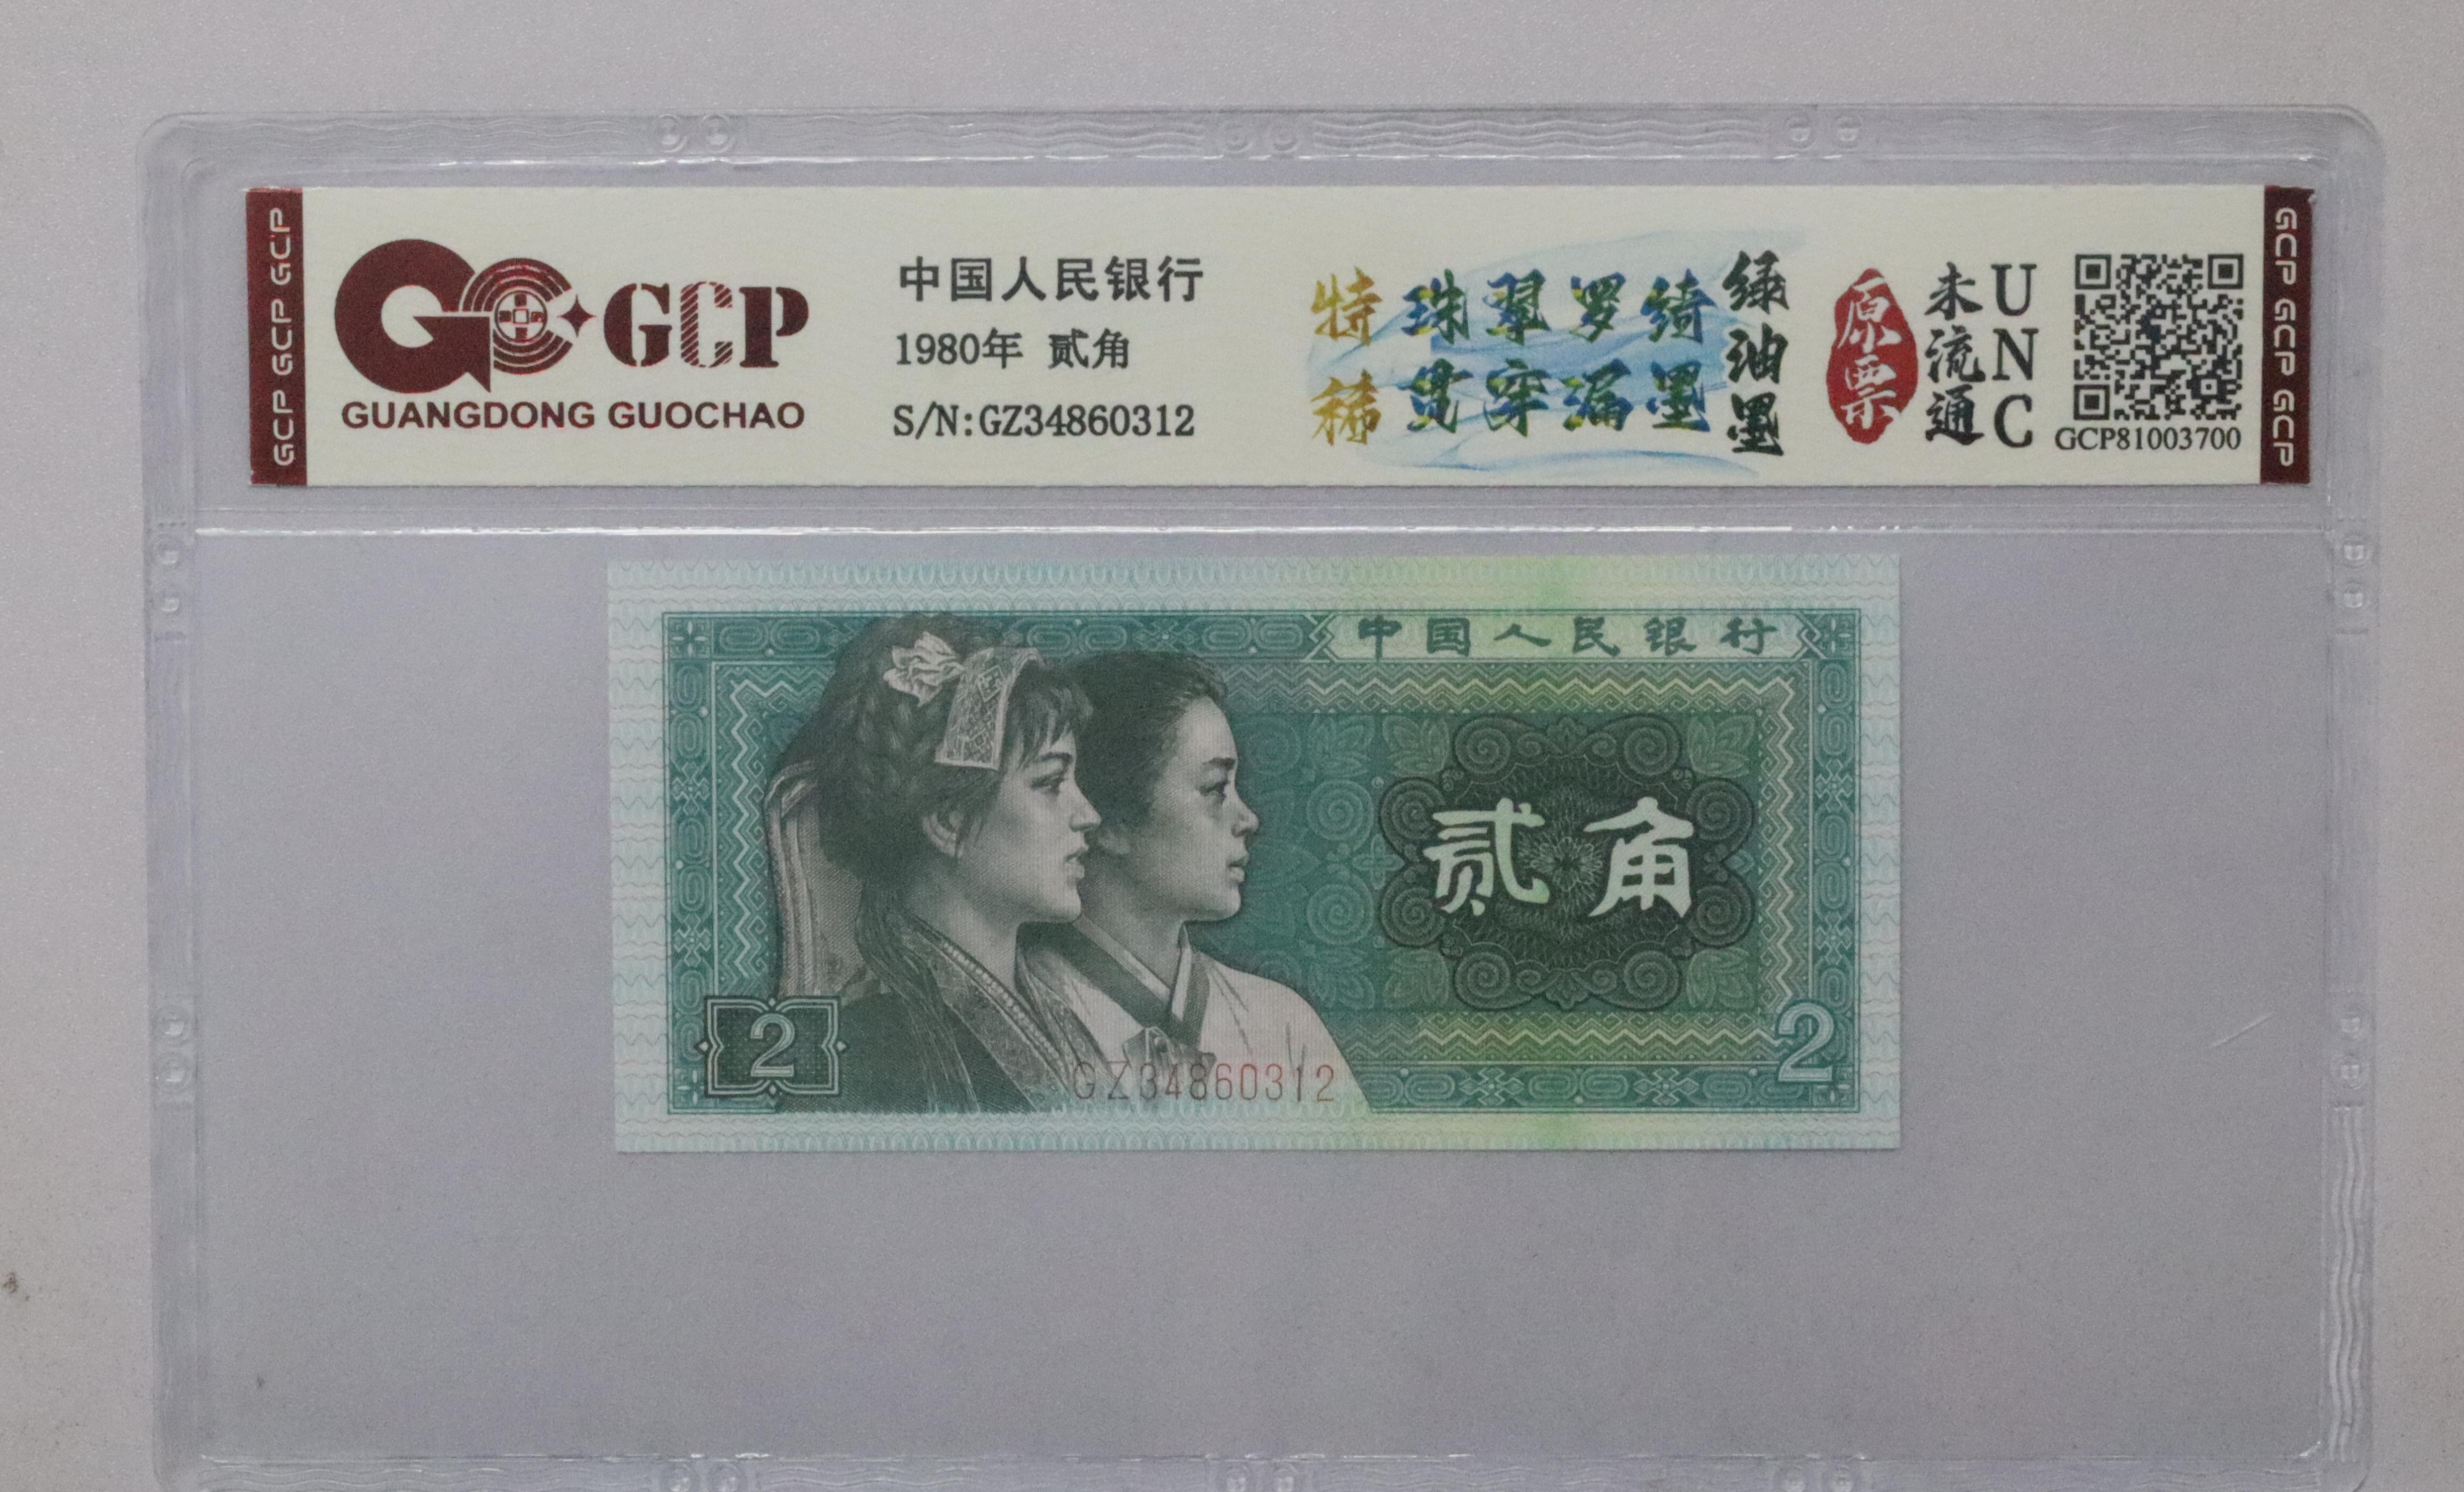 GCP GCP GCP
GCP
GUANGDONG GUOCHAO
中国人民银行
1980年 贰角
S/N:GZ34860312
特稀
珠翠罗绮
贯穿漏墨
绿油墨
原票
未流通
UNC
GCP81003700
GCP GCP GCP
中国人民银行
贰角
2
GZ34860312
2